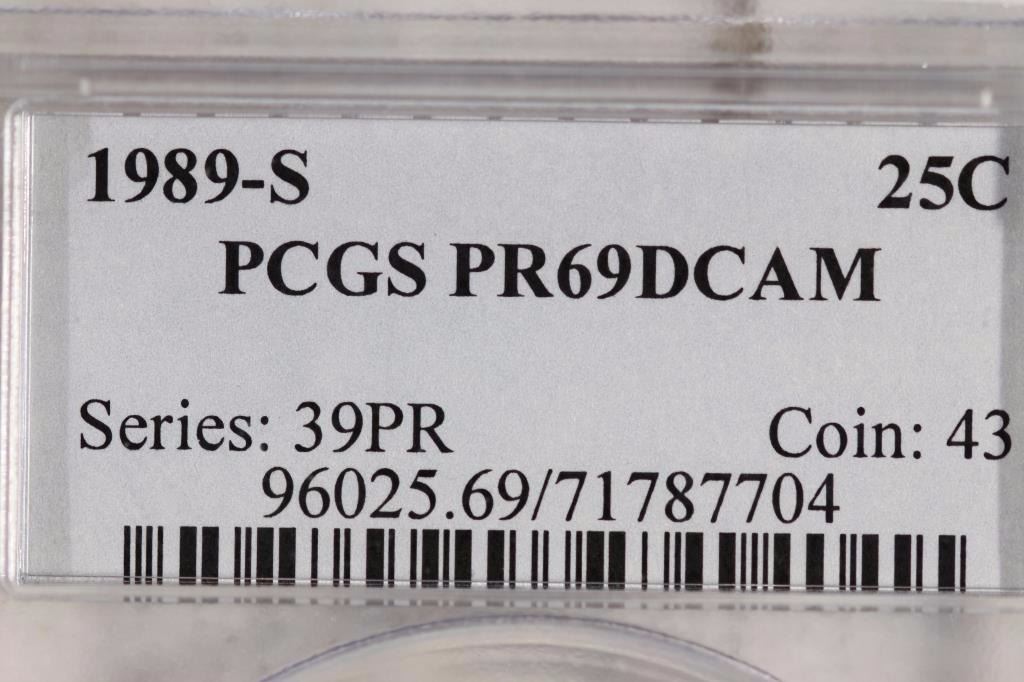 1989-S 25C
PCGS PR69DCAM
Series: 39PR Coin: 43
96025.69/71787704